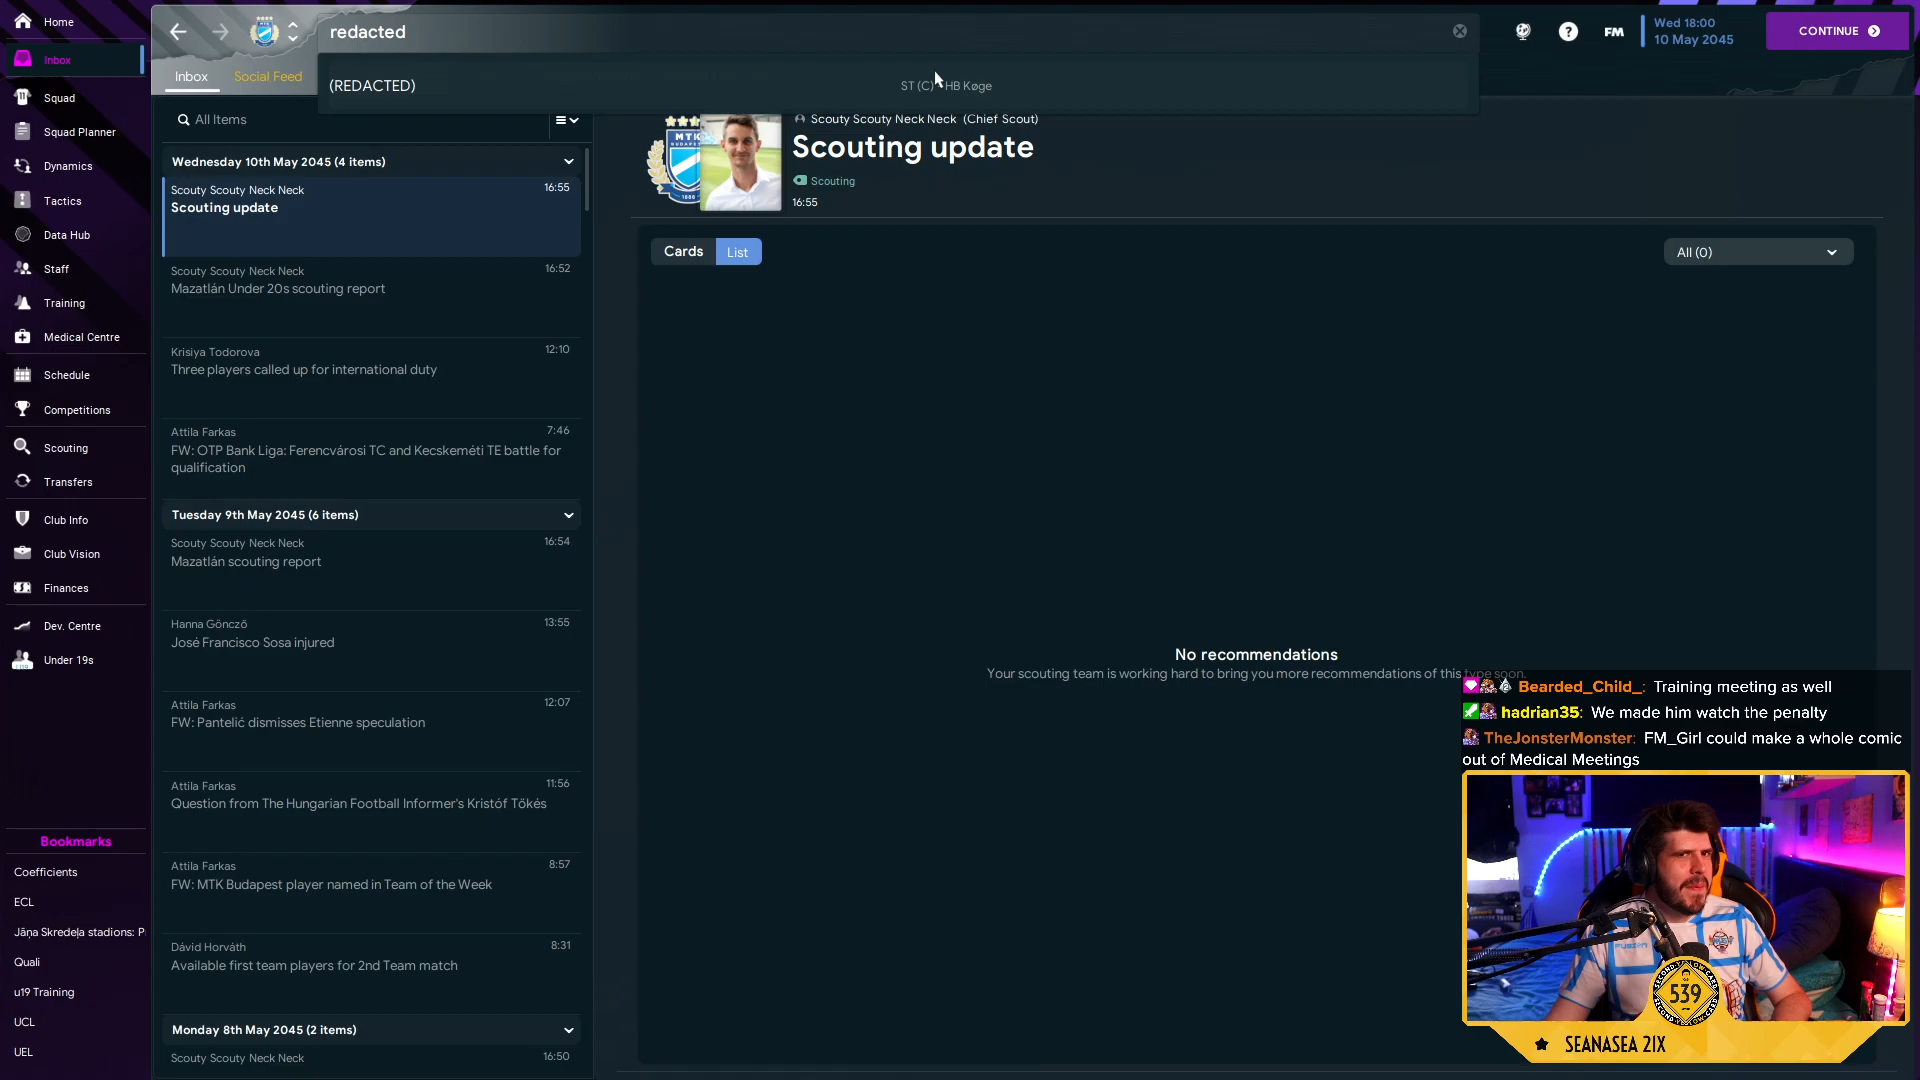 Home
Inbox
Squad
Squad Planner
Dynamics
Tactics
Data Hub
Staff
Training
Medical Centre
Schedule
Competitions
Scouting
Transfers
Club Info
Club Vision
Finances
Dev. Centre
Under 19s
Bookmarks
Coefficients
ECL
Jāņa Skredeļa stadions: P
Quali
u19 Training
UCL
UEL
redacted
(REDACTED)
ST (C) HB Køge
FM
Wed 18:00
10 May 2045
CONTINUE
Inbox
Social Feed
All Items
Wednesday 10th May 2045 (4 items)
Scouty Scouty Neck Neck 16:55
Scouting update
Scouty Scouty Neck Neck 16:52
Mazatlán Under 20s scouting report
Krisiya Todorova 12:10
Three players called up for international duty
Attila Farkas 7:46
FW: OTP Bank Liga: Ferencvárosi TC and Kecskeméti TE battle for
qualification
Tuesday 9th May 2045 (6 items)
Scouty Scouty Neck Neck 16:54
Mazatlán scouting report
Hanna Gönczö 13:55
José Francisco Sosa injured
Attila Farkas 12:07
FW: Pantelić dismisses Etienne speculation
Attila Farkas 11:56
Question from The Hungarian Football Informer's Kristóf Tőkés
Attila Farkas 8:57
FW: MTK Budapest player named in Team of the Week
Dávid Horváth 8:31
Available first team players for 2nd Team match
Monday 8th May 2045 (2 items)
Scouty Scouty Neck Neck 16:50
MTK
Scouty Scouty Neck Neck (Chief Scout)
Scouting update
Scouting
16:55
Cards
List
All (0)
No recommendations
Your scouting team is working hard to bring you more recommendations of this type soon.
Bearded_Child_: Training meeting as well
hadrian35: We made him watch the penalty
TheJonsterMonster: FM_Girl could make a whole comic
out of Medical Meetings
SECOND YELLOW CARD
539
SEANASEA 21X